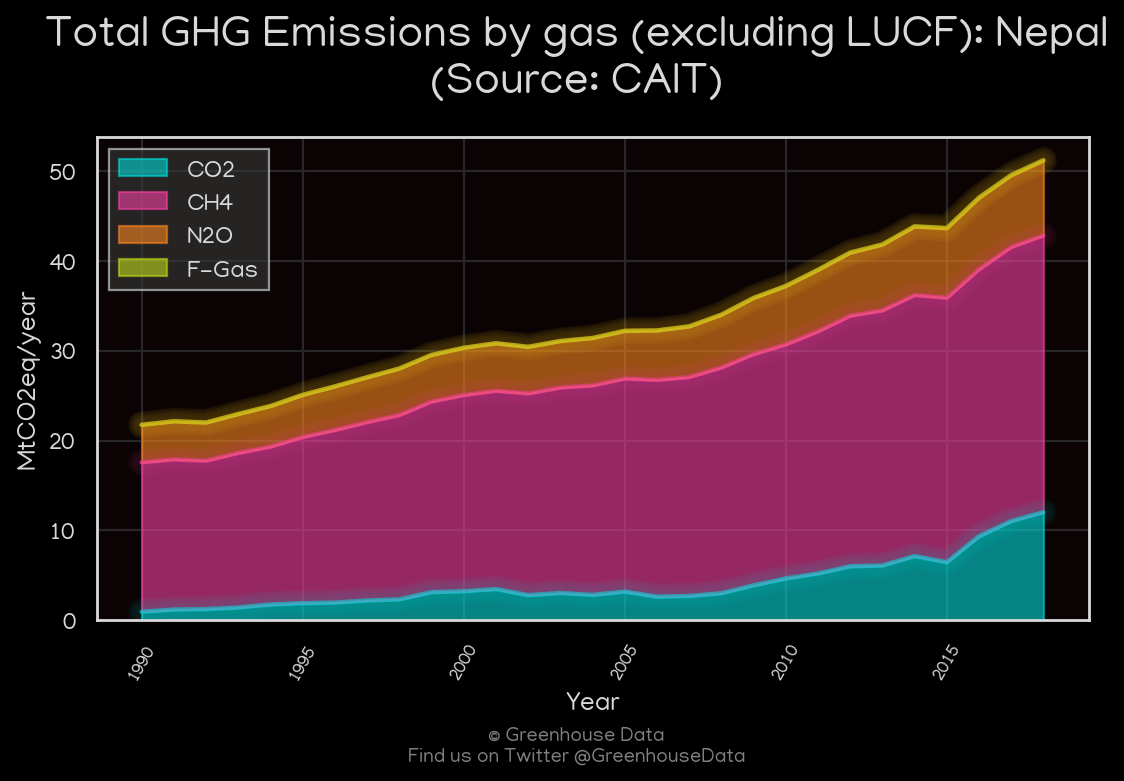 Total GHG Emissions by gas (excluding LUCF): Nepal
(Source: CAIT)
CO2
CH4
N2O
F-Gas
50
40
30
20
10
0
MtCO2eq/year
1990
1995
2000
2005
2010
2015
Year
© Greenhouse Data
Find us on Twitter @GreenhouseData